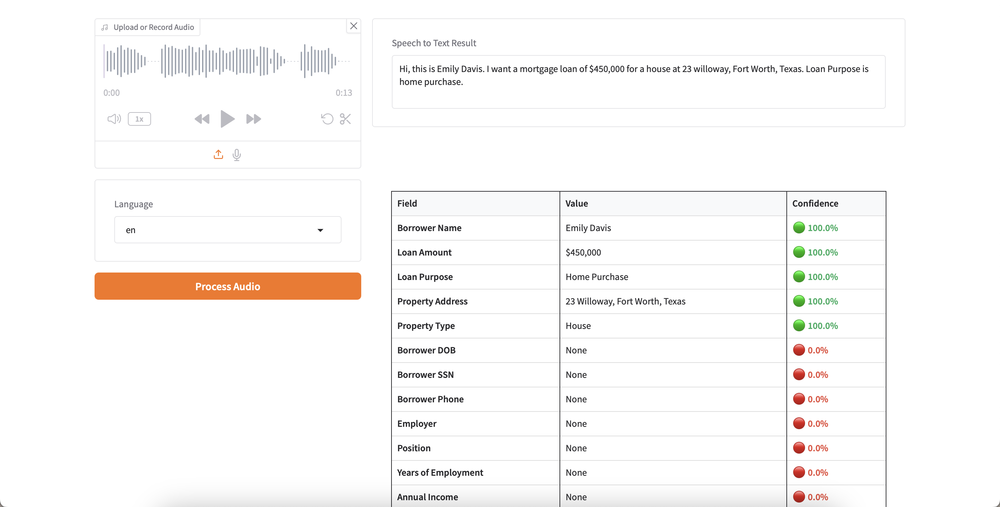 Upload or Record Audio
0:00
0:13
1x
Language
en
Process Audio
Speech to Text Result
Hi, this is Emily Davis. I want a mortgage loan of $450,000 for a house at 23 willoway, Fort Worth, Texas. Loan Purpose is
home purchase.
Field Value Confidence
Borrower Name Emily Davis 100.0%
Loan Amount $450,000 100.0%
Loan Purpose Home Purchase 100.0%
Property Address 23 Willoway, Fort Worth, Texas 100.0%
Property Type House 100.0%
Borrower DOB None 0.0%
Borrower SSN None 0.0%
Borrower Phone None 0.0%
Employer None 0.0%
Position None 0.0%
Years of Employment None 0.0%
Annual Income None 0.0%